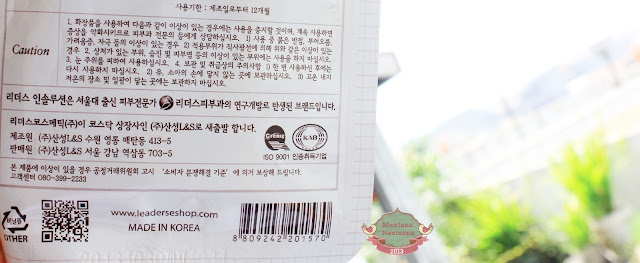 사용기한 : 제조일로부터 12개월
Caution
1. 화장품을 사용하여 다음과 같이 이상이 있는 경우에는 사용을 중지할 것이며, 계속 사용하면
증상을 악화시키므로 피부과 전문의 등에게 상담하십시오. 1) 사용 중 붉은 반점, 부어오름,
가려움증, 자극 등의 이상이 있는 경우 2) 적용부위가 직사광선에 의해 위와 같은 이상이 있는
경우 2. 상처가 있는 부위, 습진 및 피부염 등의 이상이 있는 부위에는 사용을 하지 마십시오.
3. 눈 주위를 피하여 사용하십시오. 4. 보관 및 취급상의 주의사항 1) 한 번 사용하신 후에는
다시 사용하지 마십시오. 2) 유, 소아의 손에 닿지 않는 곳에 보관하십시오. 3) 고온 내지
저온의 장소 및 일광이 닿는 곳에는 보관하지 마십시오.
리더스 인솔루션은 서울대 출신 피부전문가 리더스피부과의 연구개발로 탄생된 브랜드입니다.
리더스코스메틱(주)이 코스닥 상장사인 (주)산성L&S로 새출발 합니다.
제조원 (주)산성L&S 수원 영통 매탄동 413-5
판매원 (주)산성L&S 서울 강남 역삼동 703-5
KAB
ISO 9001 인증취득기업
본 제품에 이상이 있을 경우 공정거래위원회 고시 '소비자 분쟁해결 기준' 에 의거 보상해 드립니다.
고객센터 080-399-2233
비닐류
OTHER
www.leaderseshop.com
MADE IN KOREA
8 809242 201570
Mentana
Nocturna
2013